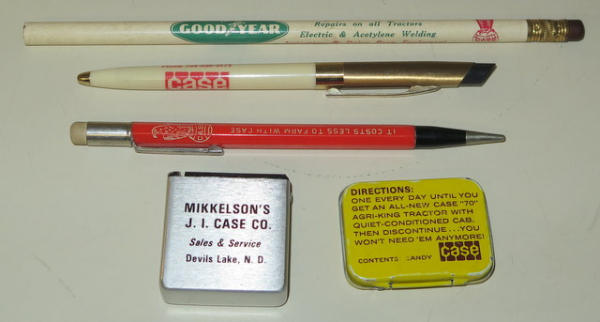 GOODYEAR
Repairs on all Tractors
Electric & Acetylene Welding
CASE
case
IT COSTS LESS TO FARM WITH CASE
MIKKELSON'S
J. I. CASE CO.
Sales & Service
Devils Lake, N. D.
DIRECTIONS:
ONE EVERY DAY UNTIL YOU
GET AN ALL-NEW CASE "70"
AGRI-KING TRACTOR WITH
QUIET-CONDITIONED CAB.
THEN DISCONTINUE...YOU
WON'T NEED 'EM ANYMORE!
CONTENTS: CANDY
case